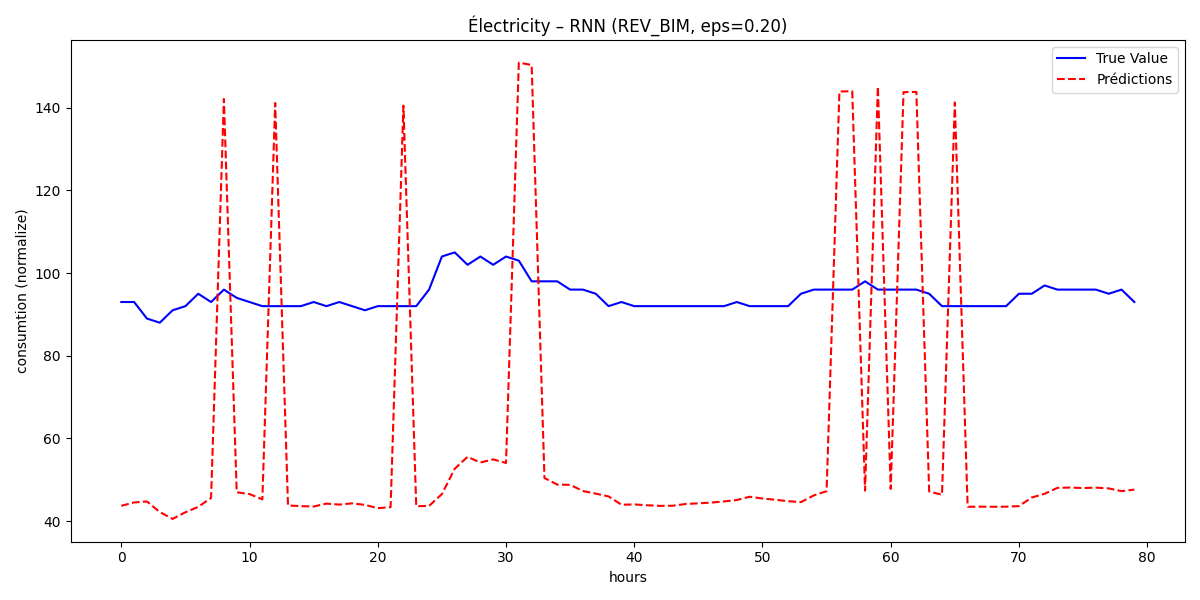 Électricity – RNN (REV_BIM, eps=0.20)
True Value
Prédictions
consumtion (normalize)
140
120
100
80
60
40
0 10 20 30 40 50 60 70 80
hours